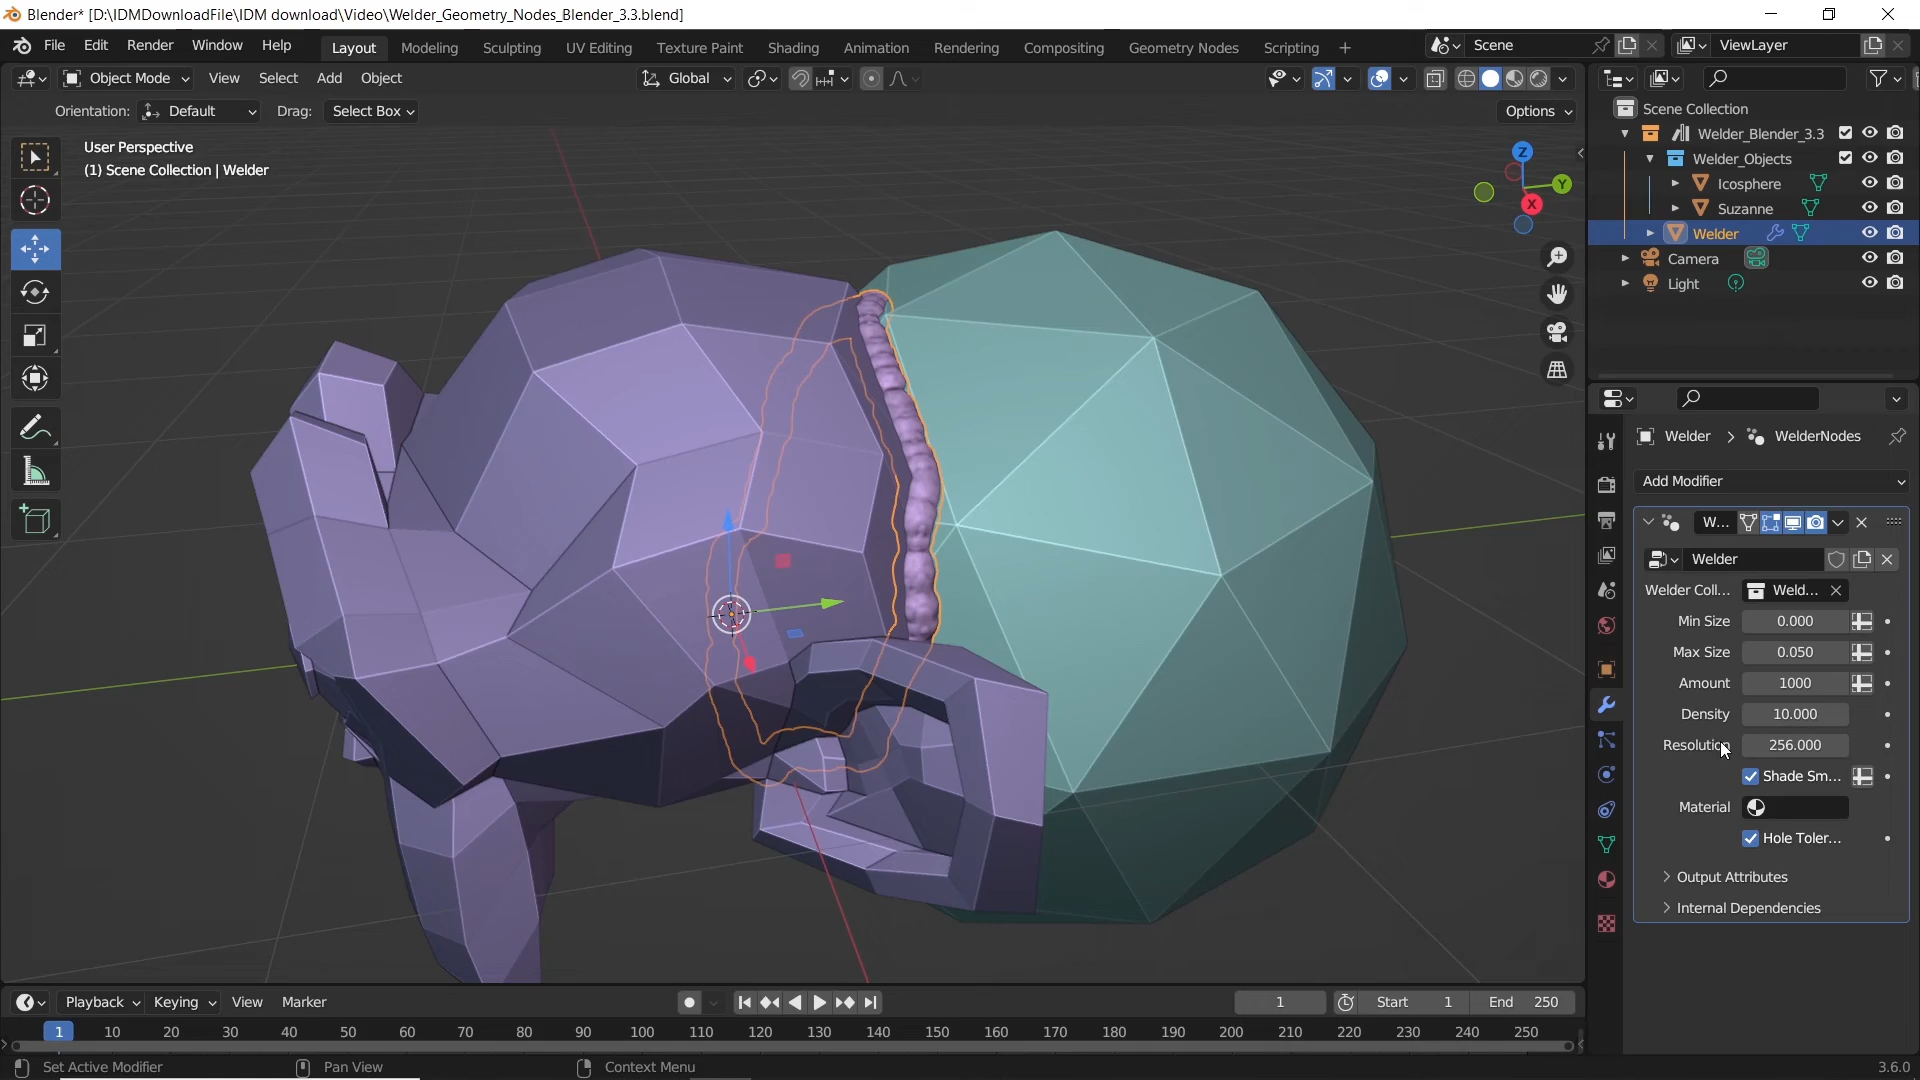 Blender* [D:\IDMDownloadFile\IDM download\Video\Welder_Geometry_Nodes_Blender_3.3.blend]
File Edit Render Window Help Layout Modeling Sculpting UV Editing Texture Paint Shading Animation Rendering Compositing Geometry Nodes Scripting + Scene ViewLayer
Object Mode View Select Add Object Global
Orientation: Default Drag: Select Box Options
User Perspective
(1) Scene Collection | Welder
Z
Y
X
Scene Collection
Welder_Blender_3.3
Welder_Objects
Icosphere
Suzanne
Welder
Camera
Light
Welder > WelderNodes
Add Modifier
W...
Welder
Welder Coll... Weld...
Min Size 0.000
Max Size 0.050
Amount 1000
Density 10.000
Resolution 256.000
Shade Sm...
Material
Hole Toler...
Output Attributes
Internal Dependencies
Playback Keying View Marker 1 Start 1 End 250
1 10 20 30 40 50 60 70 80 90 100 110 120 130 140 150 160 170 180 190 200 210 220 230 240 250
Set Active Modifier Pan View Context Menu 3.6.0